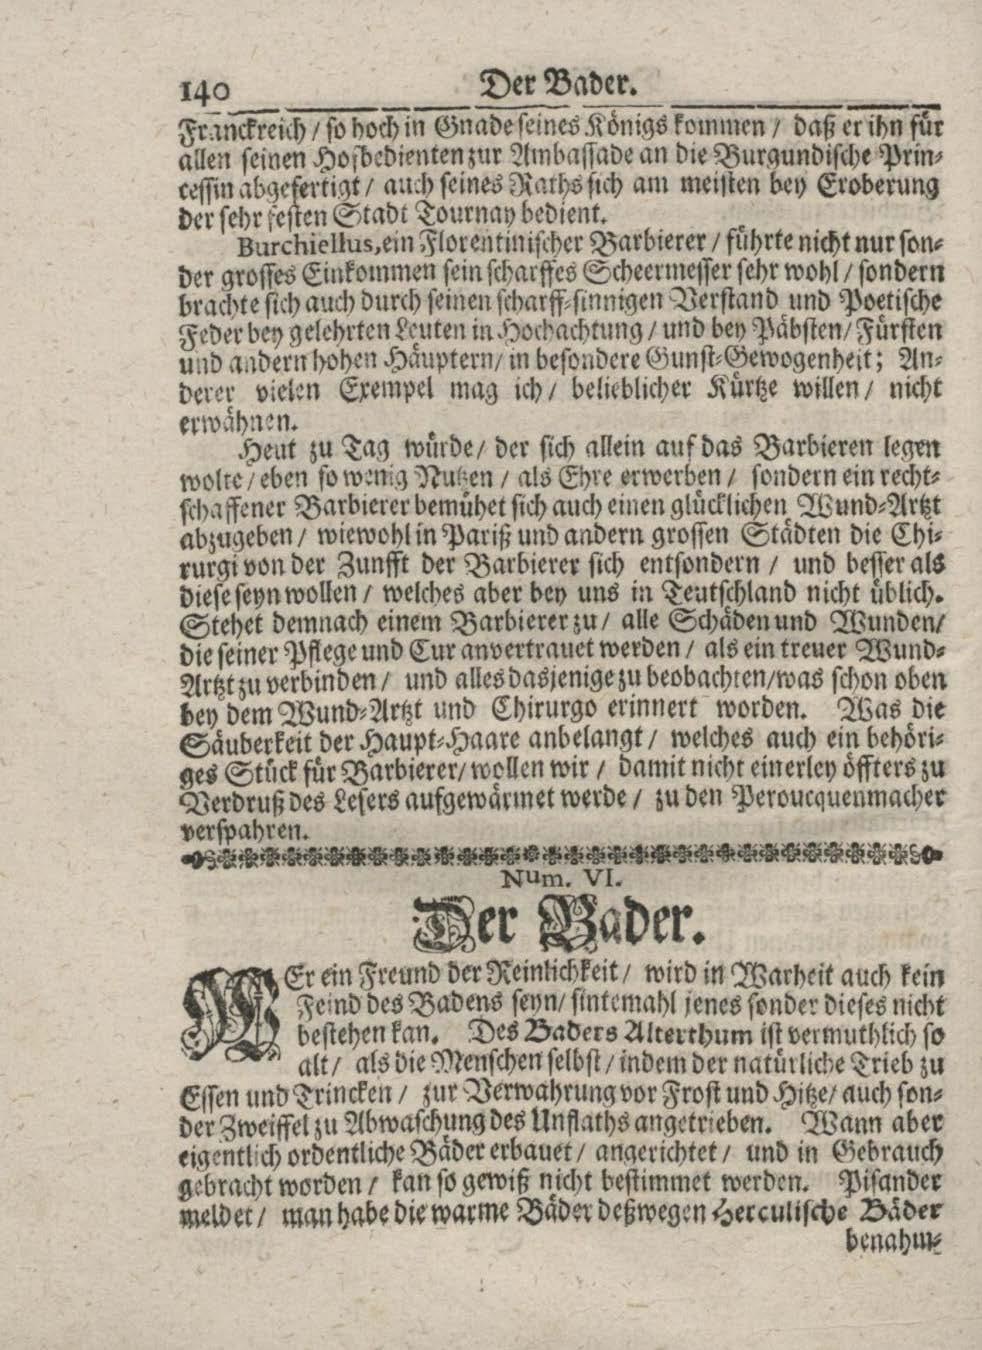 140 Der Bader.
Franckreich / so hoch in Gnade seines Königs kommen / daß er ihn für
allen seinen Hofbedienten zur Ambassade an die Burgundische Prin-
cessin abgefertigt / auch seines Raths sich am meisten bey Eroberung
der sehr festen Stadt Tournay bedient.
Burchiellus, ein Florentinischer Barbierer / führte nicht nur son-
der grosses Einkommen sein scharffes Scheermesser sehr wohl / sondern
brachte sich auch durch seinen scharff-sinnigen Verstand und Poetische
Feder bey gelehrten Leuten in Hochachtung / und bey Päbsten / Fürsten
und andern hohen Häuptern / in besondere Gunst-Gewogenheit; An-
derer vielen Exempel mag ich / belieblicher Kürtze willen / nicht
erwähnen.
Heut zu Tag würde / der sich allein auf das Barbieren legen
wolte / eben so wenig Nutzen / als Ehre erwerben / sondern ein recht-
schaffener Barbierer bemühet sich auch einen glücklichen Wund-Artzt
abzugeben / wiewohl in Pariß und andern grossen Städten die Chi-
rurgi von der Zunfft der Barbierer sich entsondern / und besser als
diese seyn wollen / welches aber bey uns in Teutschland nicht üblich.
Stehet demnach einem Barbierer zu / alle Schäden und Wunden /
die seiner Pflege und Cur anvertrauet werden / als ein treuer Wund-
Artzt zu verbinden / und alles dasjenige zu beobachten / was schon oben
bey dem Wund-Artzt und Chirurgo erinnert worden. Was die
Säuberkeit der Haupt-Haare anbelangt / welches auch ein behöri-
ges Stück für Barbierer / wollen wir / damit nicht einerley öffters zu
Verdruß des Lesers aufgewärmet werde / zu den Peroucquenmacher
verspahren.
Num. VI.
Der Bader.
WEr ein Freund der Reinlichkeit / wird in Warheit auch kein
Feind des Badens seyn / sintemahl jenes sonder dieses nicht
bestehen kan. Des Baders Alterthum ist vermuthlich so
alt / als die Menschen selbst / indem der natürliche Trieb zu
Essen und Trincken / zur Verwahrung vor Frost und Hitze / auch son-
der Zweiffel zu Abwaschung des Unflaths angetrieben. Wann aber
eigentlich ordentliche Bäder erbauet / angerichtet / und in Gebrauch
gebracht worden / kan so gewiß nicht bestimmet werden. Pisander
meldet / man habe die warme Bäder deßwegen Herculische Bäder
benahm-